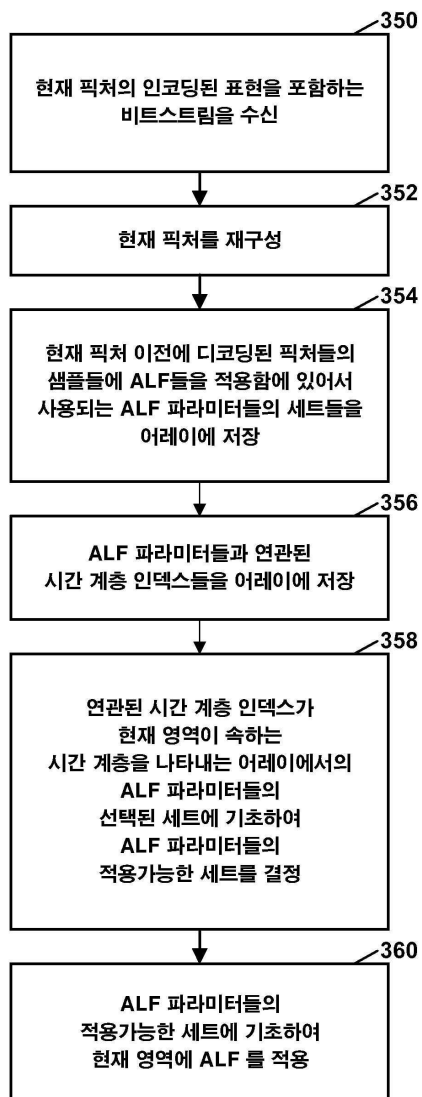 350
현재 픽처의 인코딩된 표현을 포함하는
비트스트림을 수신
352
현재 픽처를 재구성
354
현재 픽처 이전에 디코딩된 픽처들의
샘플들에 ALF들을 적용함에 있어서
사용되는 ALF 파라미터들의 세트들을
어레이에 저장
356
ALF 파라미터들과 연관된
시간 계층 인덱스들을 어레이에 저장
358
연관된 시간 계층 인덱스가
현재 영역이 속하는
시간 계층을 나타내는 어레이에서의
ALF 파라미터들의
선택된 세트에 기초하여
ALF 파라미터들의
적용가능한 세트를 결정
360
ALF 파라미터들의
적용가능한 세트에 기초하여
현재 영역에 ALF 를 적용